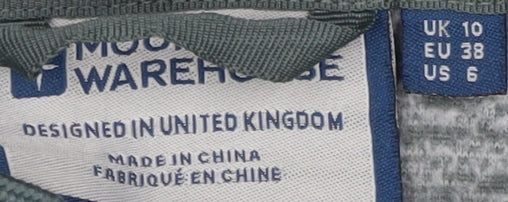 WAREHOUSE
DESIGNED IN UNITED KINGDOM
MADE IN CHINA
FABRIQUÉ EN CHINE
UK 10
EU 38
US 6